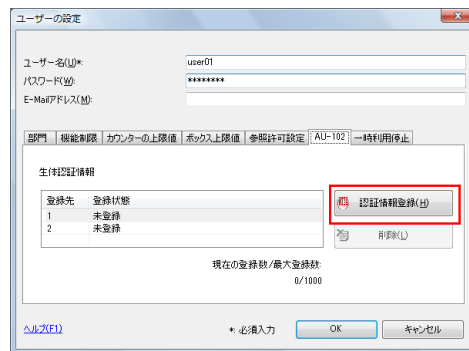 ユーザーの設定
ユーザー名(U)*: user01
パスワード(W): ********
E-Mailアドレス(M):
部門 機能制限 カウンターの上限値 ボックス上限値 参照許可設定 AU-102 一時利用停止
生体認証情報
登録先 登録状態
1 未登録
2 未登録
認証情報登録(H)
削除(L)
現在の登録数/最大登録数:
0/1000
ヘルプ(F1) *: 必須入力 OK キャンセル